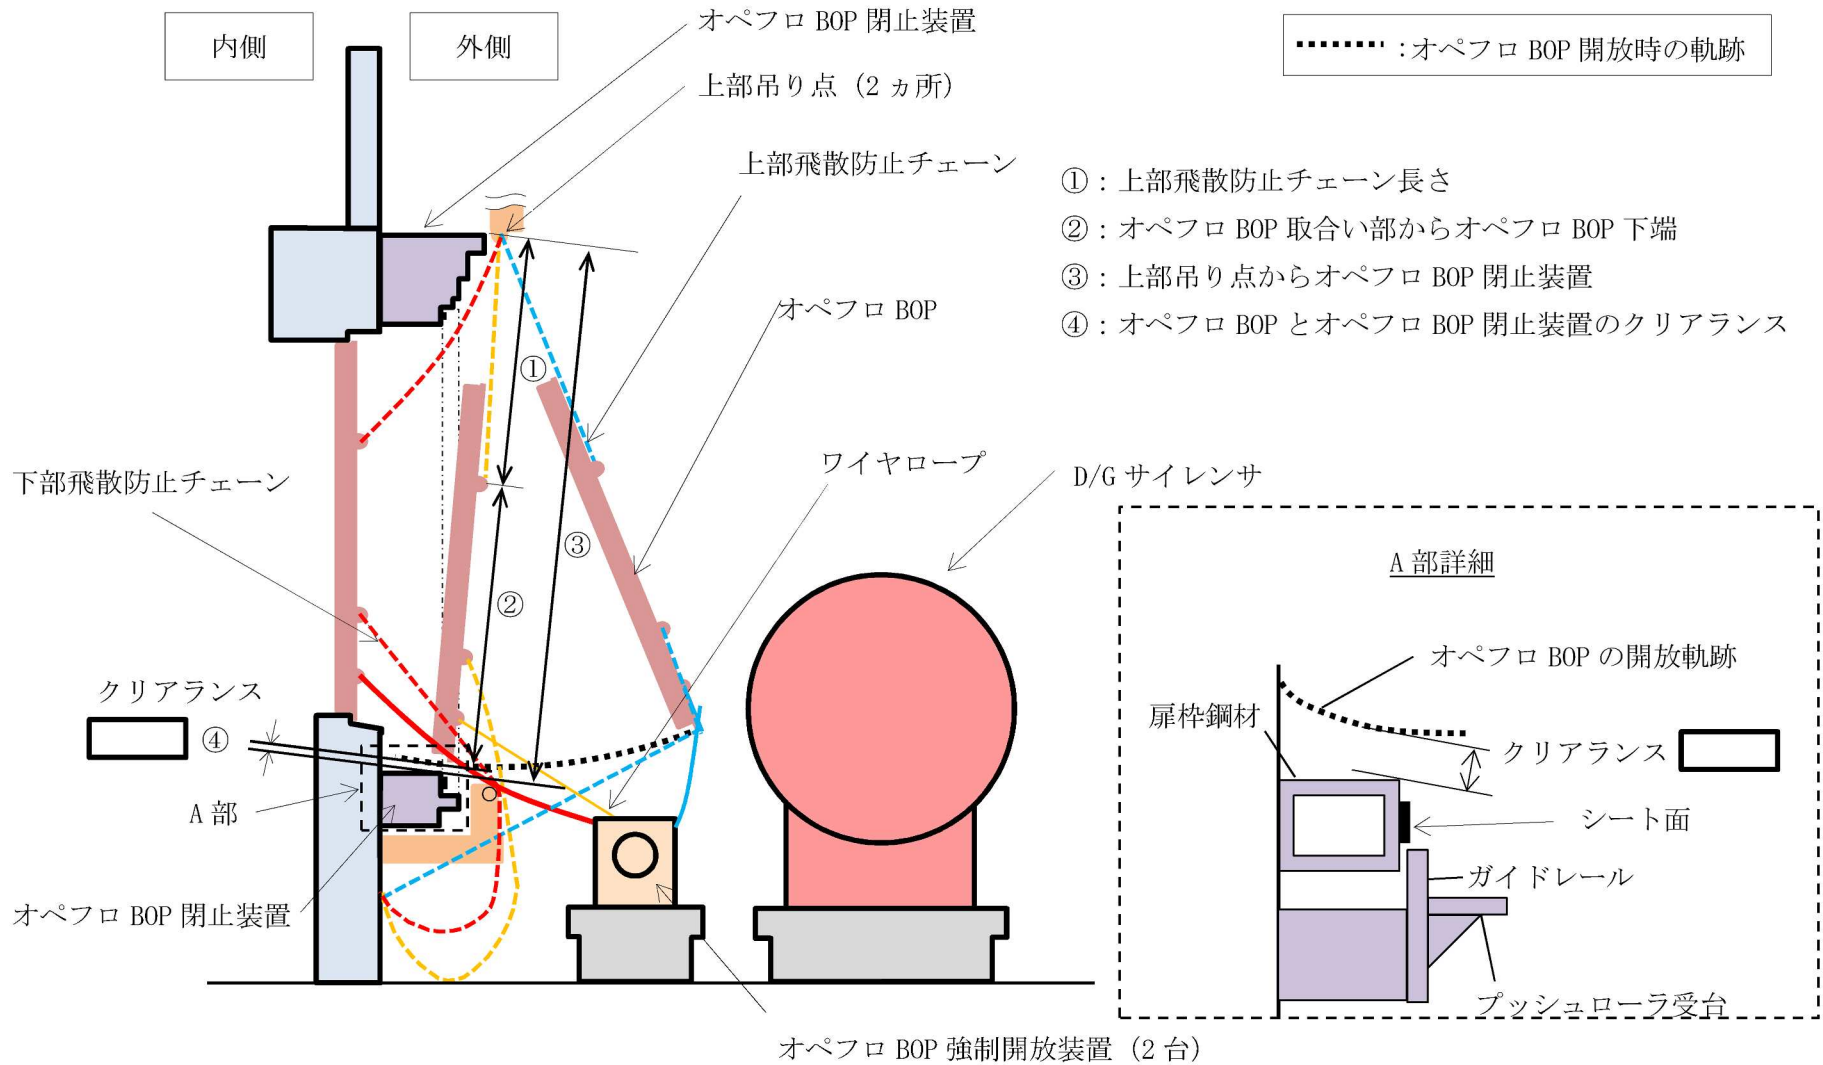 内側
外側
オペフロ BOP 閉止装置
上部吊り点（2 ヵ所）
上部飛散防止チェーン
オペフロ BOP
ワイヤロープ
D/G サイレンサ
: オペフロ BOP 開放時の軌跡
①：上部飛散防止チェーン長さ
②：オペフロ BOP 取合い部からオペフロ BOP 下端
③：上部吊り点からオペフロ BOP 閉止装置
④：オペフロ BOP とオペフロ BOP 閉止装置のクリアランス
①
②
③
下部飛散防止チェーン
クリアランス
④
A 部
オペフロ BOP 閉止装置
オペフロ BOP 強制開放装置（2 台）
A 部詳細
オペフロ BOP の開放軌跡
扉枠鋼材
クリアランス
シート面
ガイドレール
プッシュローラ受台